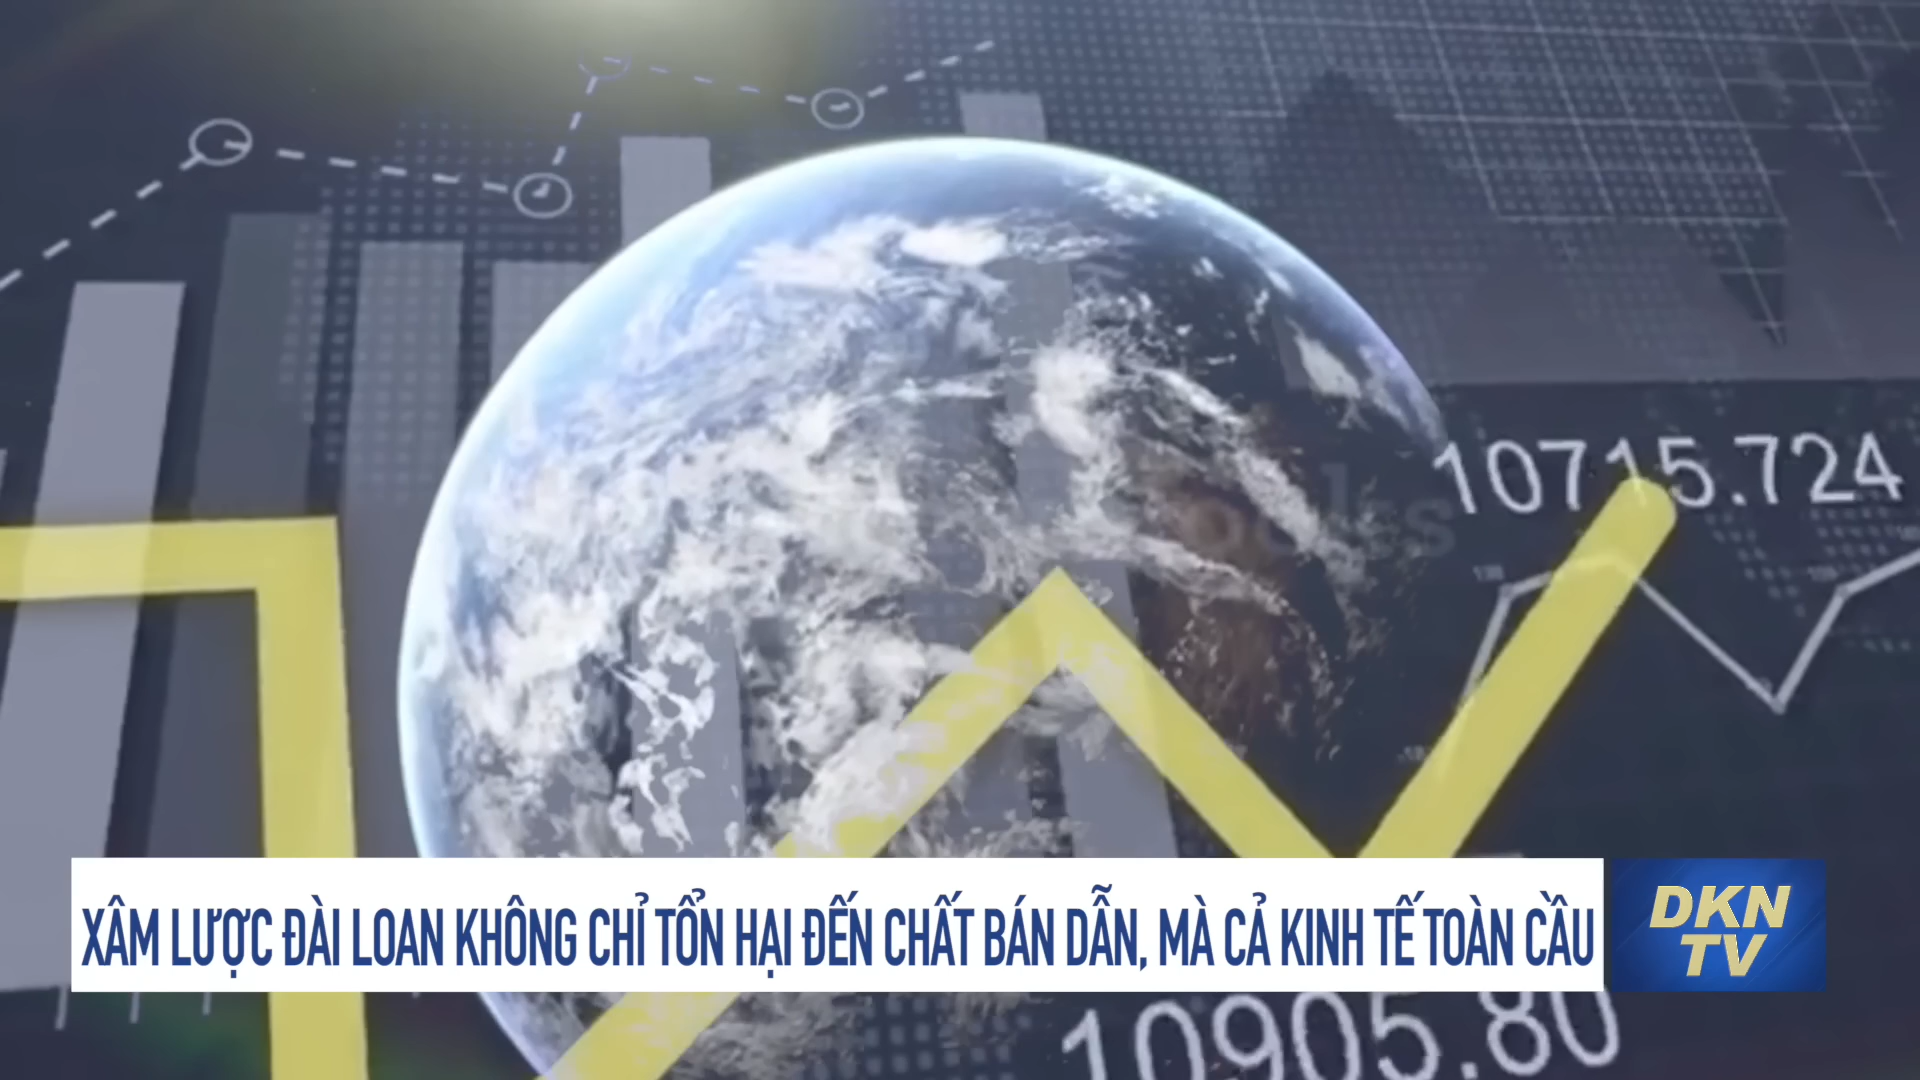 10715.724
XÂM LƯỢC ĐÀI LOAN KHÔNG CHỈ TỔN HẠI ĐẾN CHẤT BÁN DẪN, MÀ CẢ KINH TẾ TOÀN CẦU
DKN
TV
10905.80